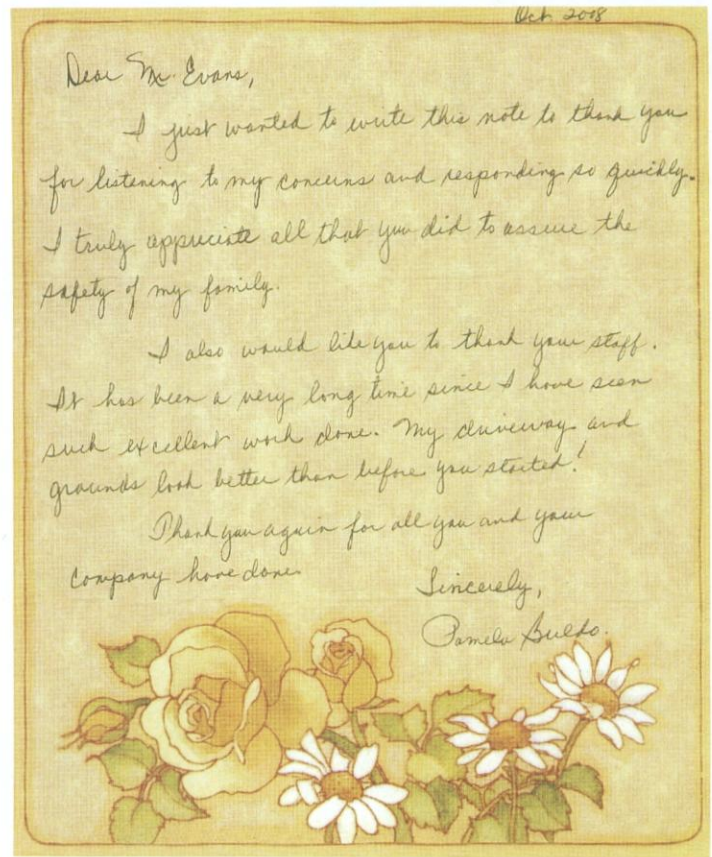 Oct 2008
Dear Mr. Evans,
I just wanted to write this note to thank you
for listening to my concerns and responding so quickly.
I truly appreciate all that you did to assure the
safety of my family.
I also would like you to thank your staff.
It has been a very long time since I have seen
such excellent work done. My driveway and
grounds look better than before you started!
Thank you again for all you and your
company have done.
Sincerely,
Pamela